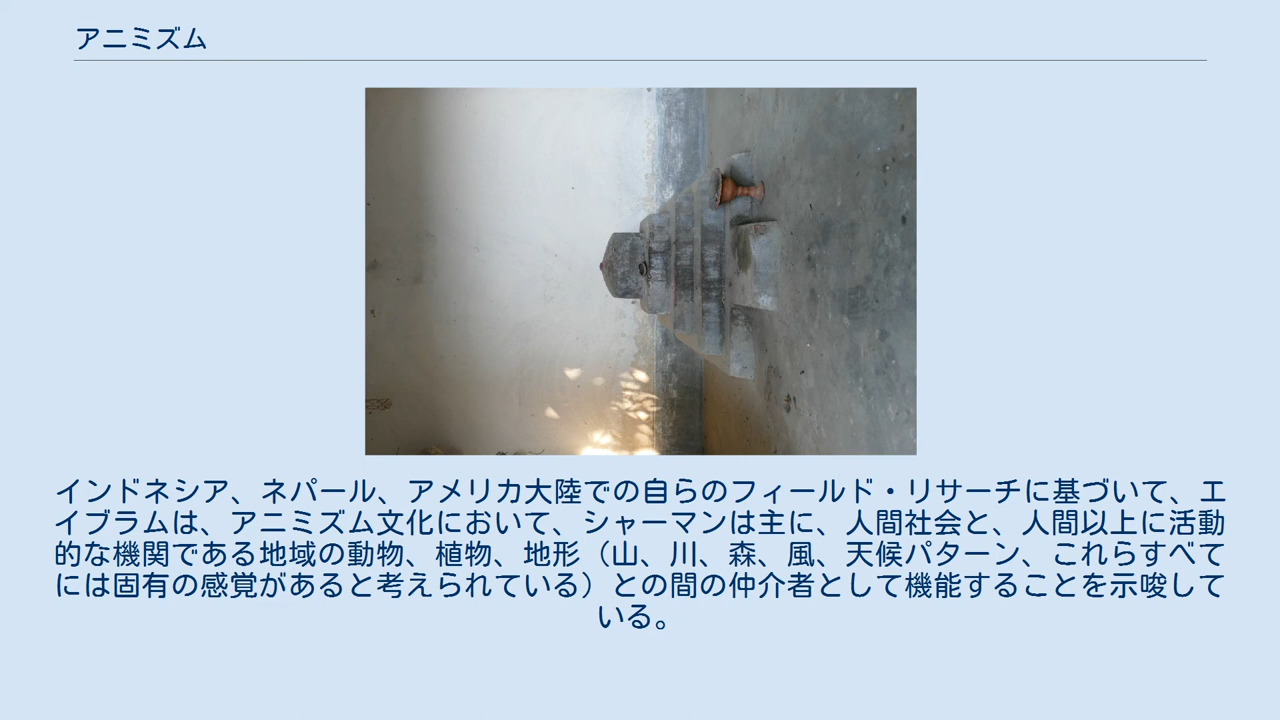 アニミズム
インドネシア、ネパール、アメリカ大陸での自らのフィールド・リサーチに基づいて、エ
イブラムは、アニミズム文化において、シャーマンは主に、人間社会と、人間以上に活動
的な機関である地域の動物、植物、地形（山、川、森、風、天候パターン、これらすべて
には固有の感覚があると考えられている）との間の仲介者として機能することを示唆して
いる。